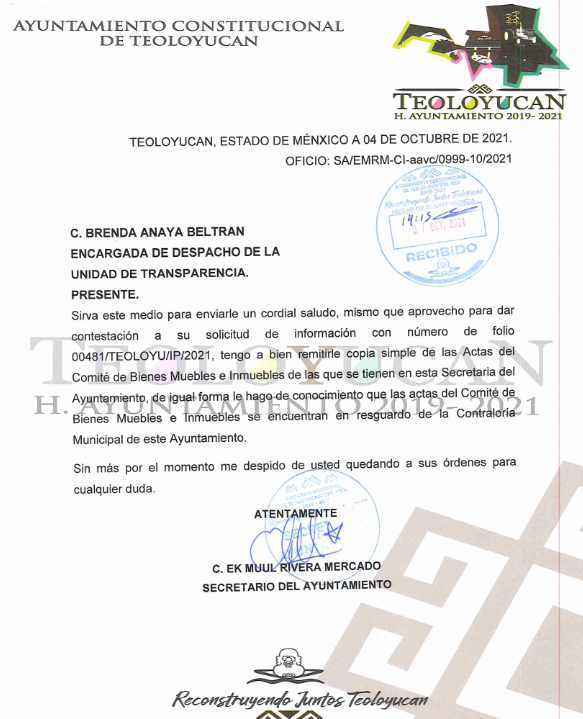 AYUNTAMIENTO CONSTITUCIONAL
DE TEOLOYUCAN
TEOLOYUCAN
H. AYUNTAMIENTO 2019- 2021
TEOLOYUCAN, ESTADO DE MÉNXICO A 04 DE OCTUBRE DE 2021.
OFICIO: SA/EMRM-CI-aavc/0999-10/2021
Reconstruyendo Juntos Teoloyucan
14:15
07 OCT. 2021
RECIBIDO
C. BRENDA ANAYA BELTRAN
ENCARGADA DE DESPACHO DE LA
UNIDAD DE TRANSPARENCIA.
PRESENTE.
Sirva este medio para enviarle un cordial saludo, mismo que aprovecho para dar
contestación a su solicitud de información con número de folio
00481/TEOLOYU/IP/2021, tengo a bien remitirle copia simple de las Actas del
Comité de Bienes Muebles e Inmuebles de las que se tienen en esta Secretaria del
Ayuntamiento, de igual forma le hago de conocimiento que las actas del Comité de
Bienes Muebles e Inmuebles se encuentran en resguardo de la Contraloría
Municipal de este Ayuntamiento.
TEOLOYUCAN
H. AYUNTAMIENTO 2019- 2021
Sin más por el momento me despido de usted quedando a sus órdenes para
cualquier duda.
ATENTAMENTE
C. EK MUUL RIVERA MERCADO
SECRETARIO DEL AYUNTAMIENTO
Reconstruyendo Juntos Teoloyucan